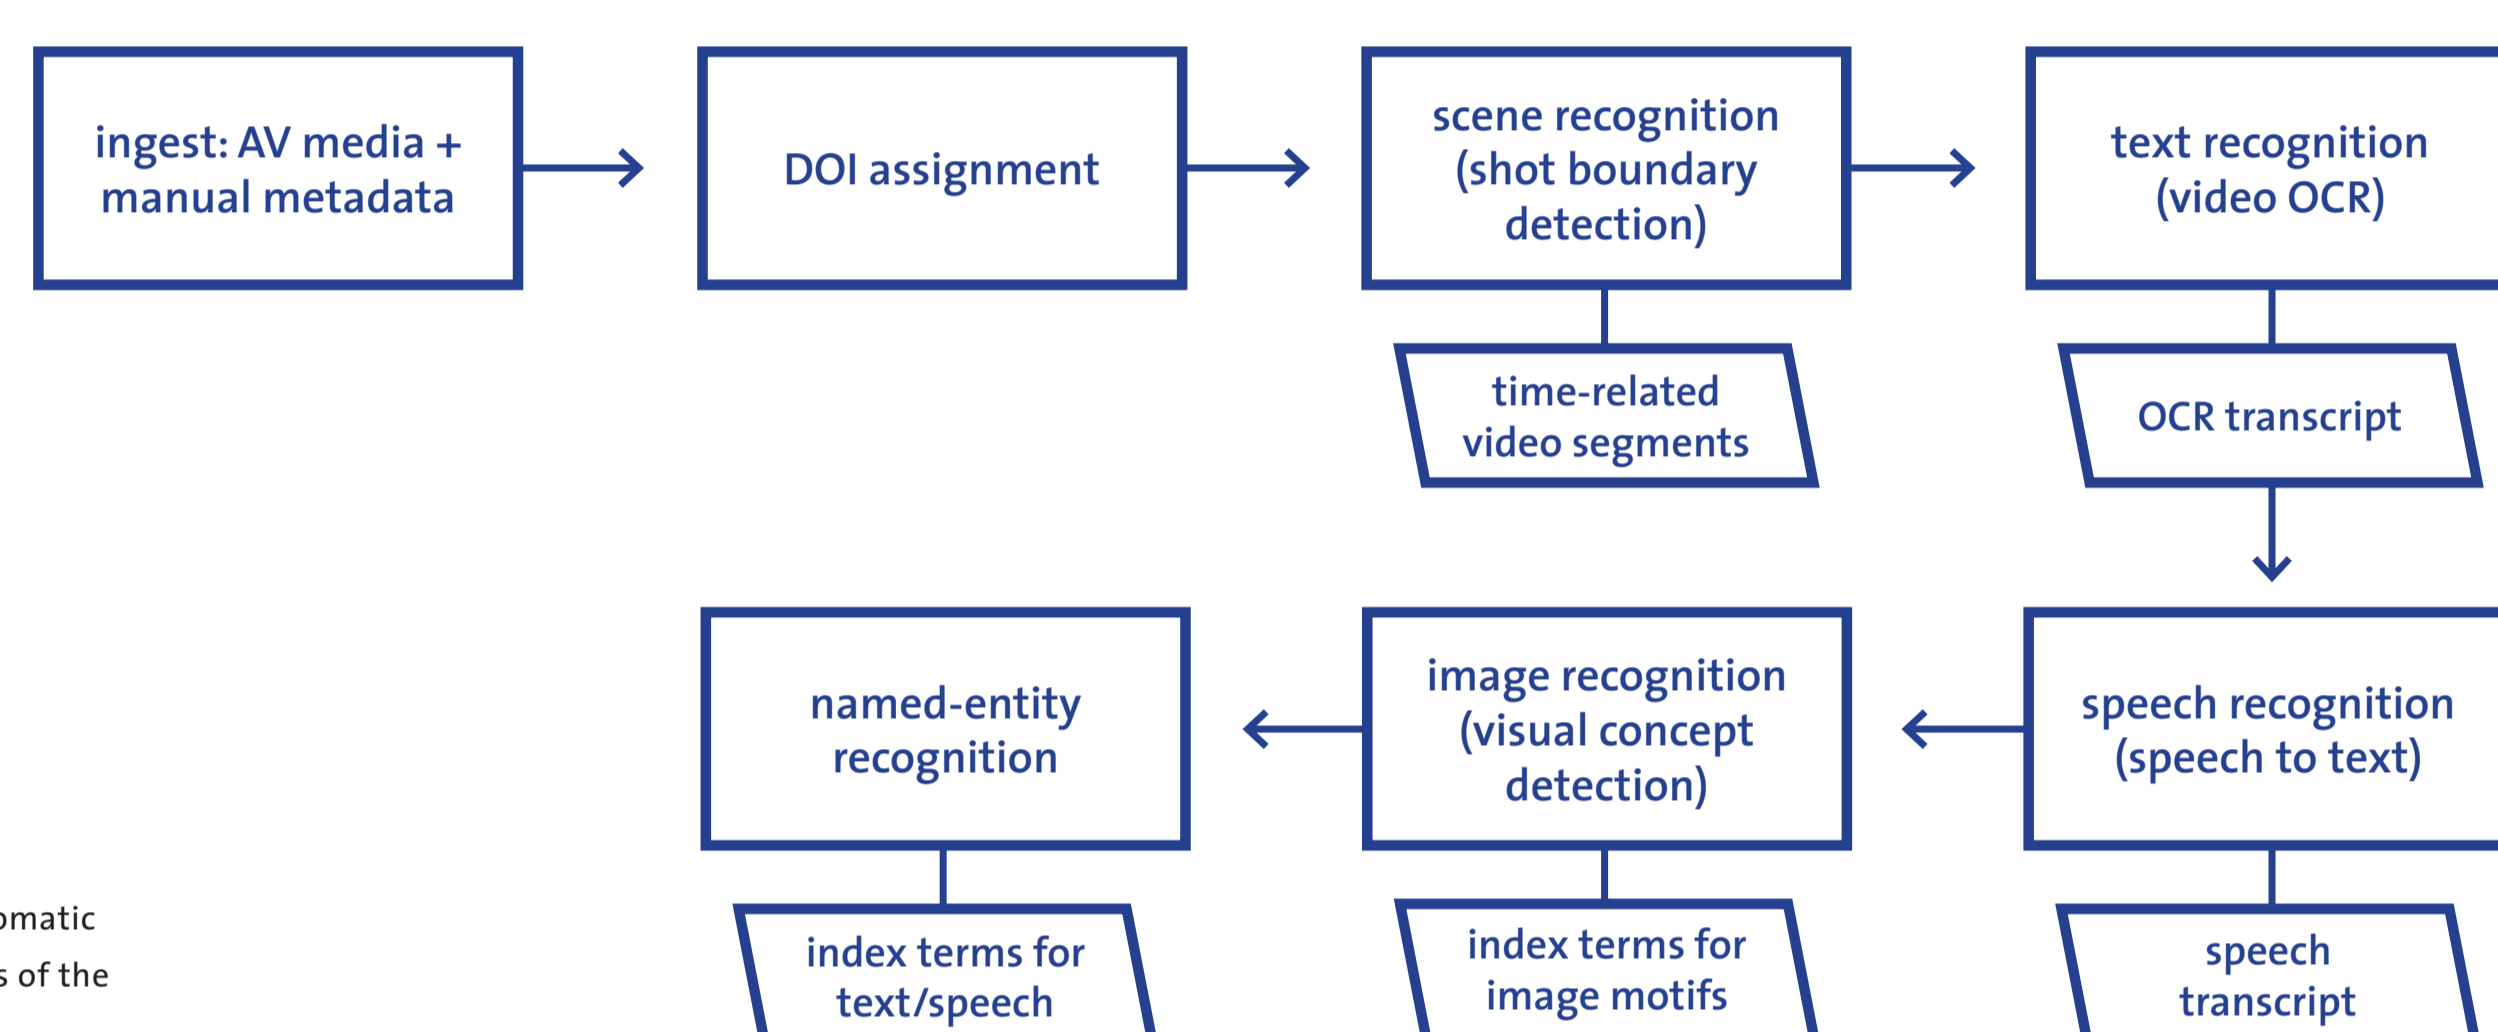 ingest: AV media +
manual metadata
DOI assignment
scene recognition
(shot boundary
detection)
text recognition
(video OCR)
time-related
video segments
OCR transcript
named-entity
recognition
image recognition
(visual concept
detection)
speech recognition
(speech to text)
index terms for
text/speech
index terms for
image motifs
speech
transcript
of the